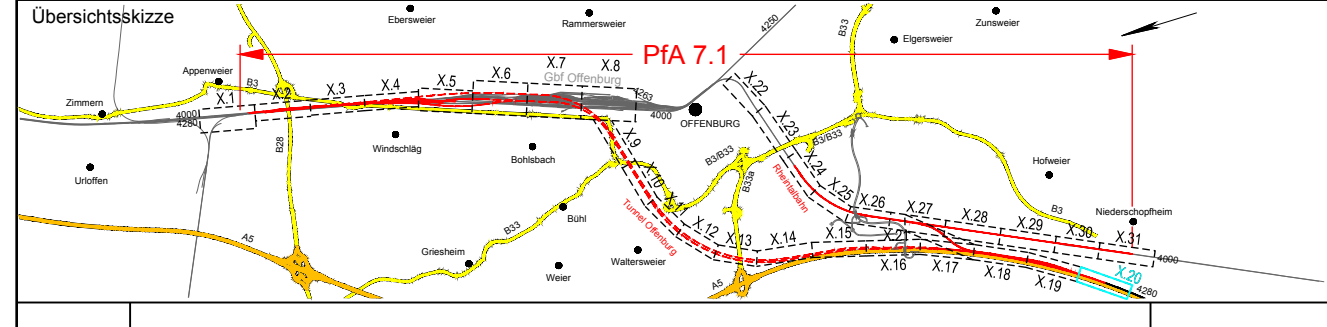 Übersichtsskizze
Ebersweier
Rammersweier
4250
B33
Zunsweier
Elgersweier
PfA 7.1
Appenweier
B3
X.1
X.2
X.3
X.4
X.5
X.6
X.7
X.8
Gbf Offenburg
4263
X.22
Zimmern
4000
4280
4000
OFFENBURG
B28
Windschläg
Bohlsbach
X.9
X.23
B3/B33
B3/B33
Urloffen
X.10
B33a
X.24
Hofweier
Rheintalbahn
X.25
Bühl
X.11
X.26
X.27
X.28
X.29
X.30
X.31
B3
Niederschopfheim
B33
Tunnel Offenburg
X.12
X.13
X.14
X.15
X.21
A5
Griesheim
Weier
Waltersweier
X.16
X.17
X.18
X.19
X.20
4000
A5
4280